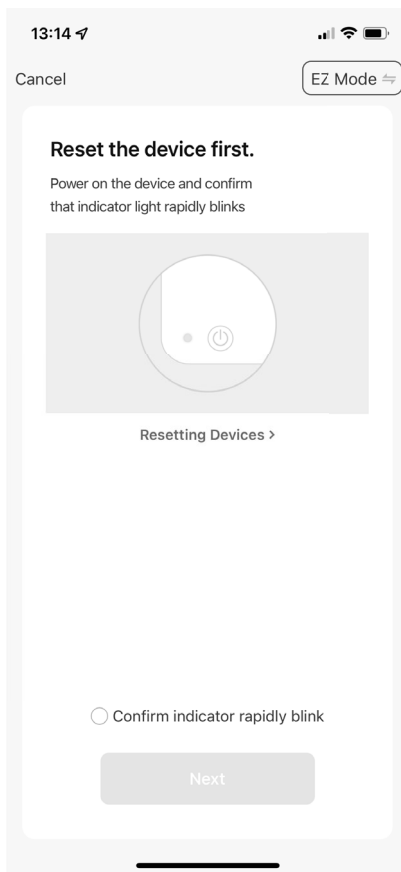 13:14
Cancel
EZ Mode
Reset the device first.
Power on the device and confirm
that indicator light rapidly blinks
Resetting Devices >
Confirm indicator rapidly blink
Next